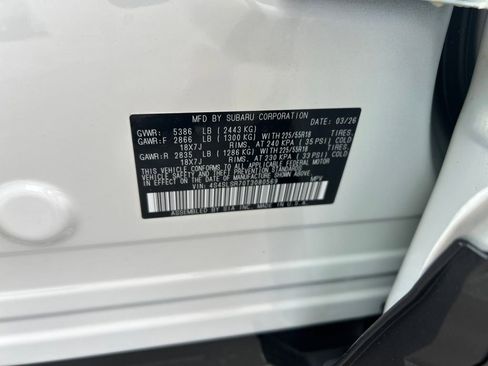 MFD BY SUBARU CORPORATION DATE: 03/26
GVWR: 5386 LB (2443 KG)
GAWR:F 2866 LB (1300 KG) WITH 225/55R18 TIRES,
18X7J RIMS, AT 240 KPA (35 PSI) COLD
GAWR:R 2835 LB (1286 KG) WITH 225/55R18 TIRES,
18X7J RIMS, AT 230 KPA (33 PSI) COLD
THIS VEHICLE CONFORMS TO ALL APPLICABLE FEDERAL MOTOR
VEHICLE SAFETY AND THEFT PREVENTION STANDARDS
IN EFFECT ON THE DATE OF MANUFACTURE SHOWN ABOVE.
VIN: MPV
ASSEMBLED BY SIA INC. MADE IN U.S.A.